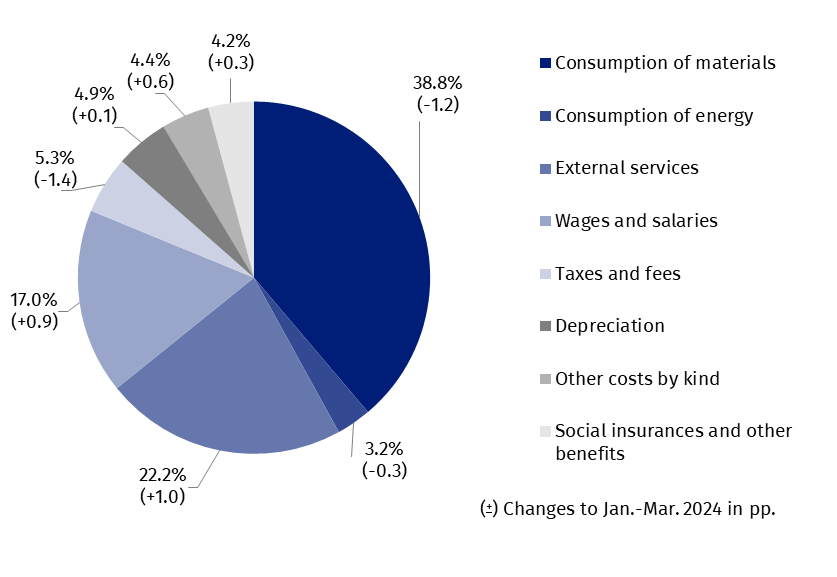 4.2%
(+0.3)
4.4%
(+0.6)
4.9%
(+0.1)
5.3%
(-1.4)
17.0%
(+0.9)
22.2%
(+1.0)
3.2%
(-0.3)
38.8%
(-1.2)
Consumption of materials
Consumption of energy
External services
Wages and salaries
Taxes and fees
Depreciation
Other costs by kind
Social insurances and other
benefits
(±) Changes to Jan.-Mar. 2024 in pp.